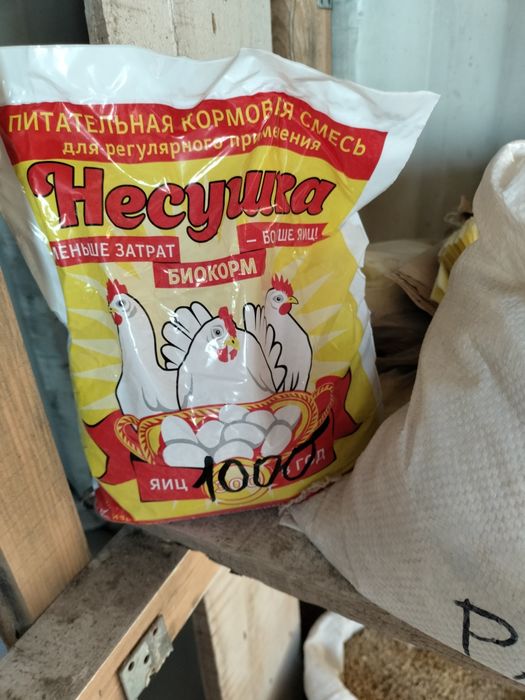 ПИТАТЕЛЬНАЯ КОРМОВАЯ СМЕСЬ
для регулярного применения
Несушка
МЕНЬШЕ ЗАТРАТ
– БОЛЬШЕ ЯИЦ!
БИОКОРМ
ЯИЦ
ГОД
1000
Р